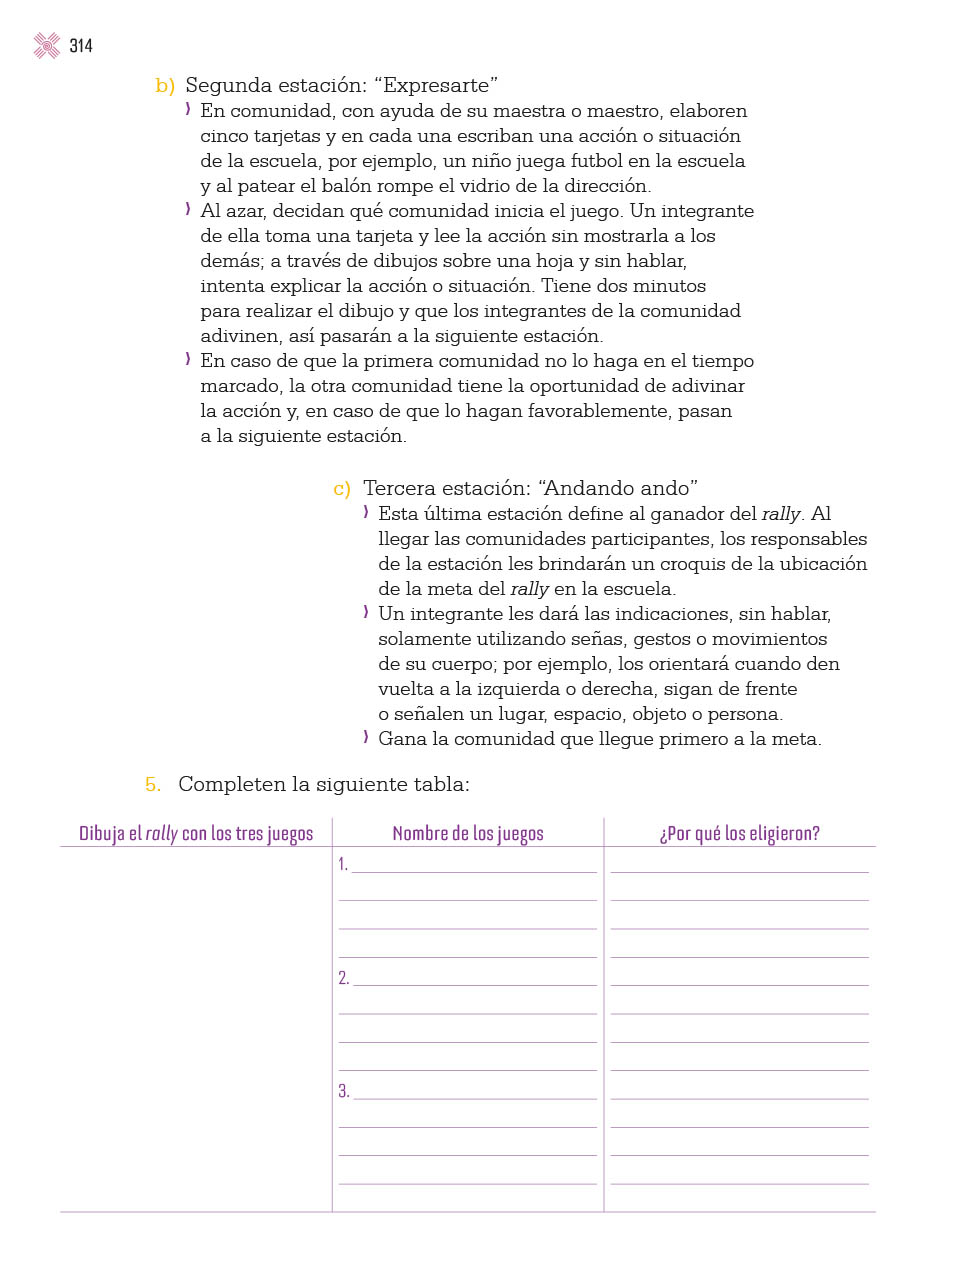 314
b) Segunda estación: “Expresarte”
⟩ En comunidad, con ayuda de su maestra o maestro, elaboren
cinco tarjetas y en cada una escriban una acción o situación
de la escuela, por ejemplo, un niño juega futbol en la escuela
y al patear el balón rompe el vidrio de la dirección.
⟩ Al azar, decidan qué comunidad inicia el juego. Un integrante
de ella toma una tarjeta y lee la acción sin mostrarla a los
demás; a través de dibujos sobre una hoja y sin hablar,
intenta explicar la acción o situación. Tiene dos minutos
para realizar el dibujo y que los integrantes de la comunidad
adivinen, así pasarán a la siguiente estación.
⟩ En caso de que la primera comunidad no lo haga en el tiempo
marcado, la otra comunidad tiene la oportunidad de adivinar
la acción y, en caso de que lo hagan favorablemente, pasan
a la siguiente estación.
c) Tercera estación: “Andando ando”
⟩ Esta última estación define al ganador del rally. Al
llegar las comunidades participantes, los responsables
de la estación les brindarán un croquis de la ubicación
de la meta del rally en la escuela.
⟩ Un integrante les dará las indicaciones, sin hablar,
solamente utilizando señas, gestos o movimientos
de su cuerpo; por ejemplo, los orientará cuando den
vuelta a la izquierda o derecha, sigan de frente
o señalen un lugar, espacio, objeto o persona.
⟩ Gana la comunidad que llegue primero a la meta.
5. Completen la siguiente tabla:
Dibuja el rally con los tres juegos
Nombre de los juegos
¿Por qué los eligieron?
1.
2.
3.